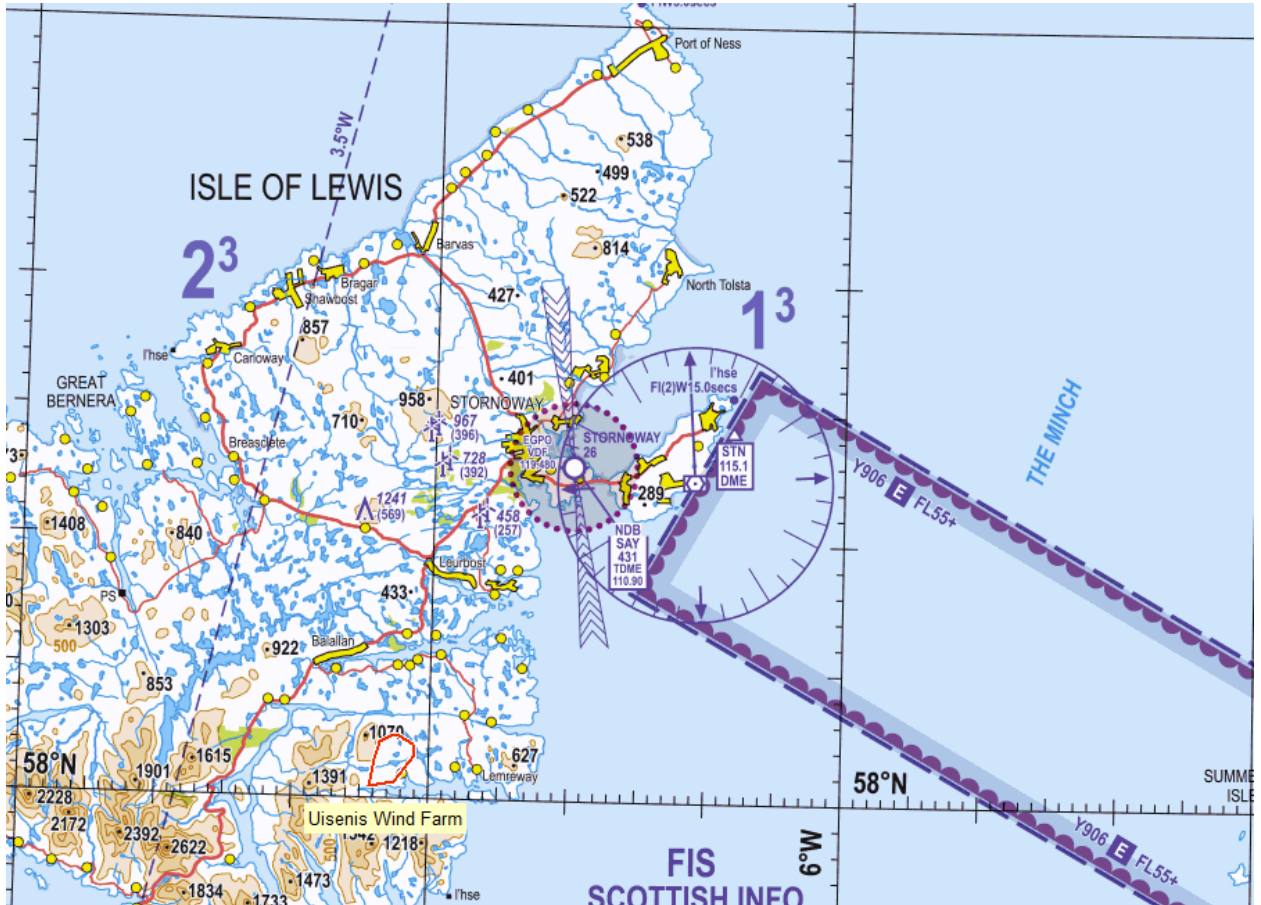 Port of Ness
3.5°W
538
499
522
814
ISLE OF LEWIS
2³
Barvas
Bragar
Shawbost
North Tolsta
427
1³
857
l'hse
Carloway
GREAT
BERNERA
401
l'hse
Fl(2)W15.0secs
THE MINCH
958
STORNOWAY
710
967
(396)
EGPO
VDF
119.480
STORNOWAY
26
Breasclete
728
(392)
STN
115.1
DME
Y906 E FL55+
289
1241
(569)
458
(257)
1408
840
NDB
SAY
431
TDME
110.90
Leurbost
PS
433
1303
500
922
Balallan
853
1070
627
1615
58°N
1901
1391
Lemreway
58°N
SUMME
ISLE
2228
2172
2392
2622
Uisenis Wind Farm
1342
1218
500
Y906 E FL55+
6°W
FIS
SCOTTISH INFO
1834
1473
1733
l'hse